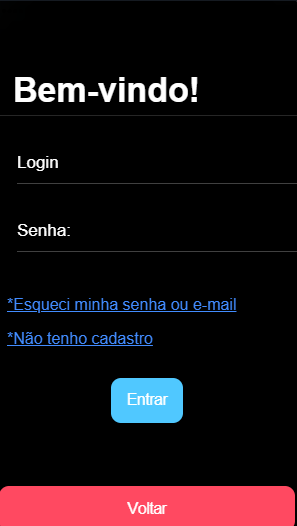 Bem-vindo!
Login
Senha:
*Esqueci minha senha ou e-mail
*Não tenho cadastro
Entrar
Voltar